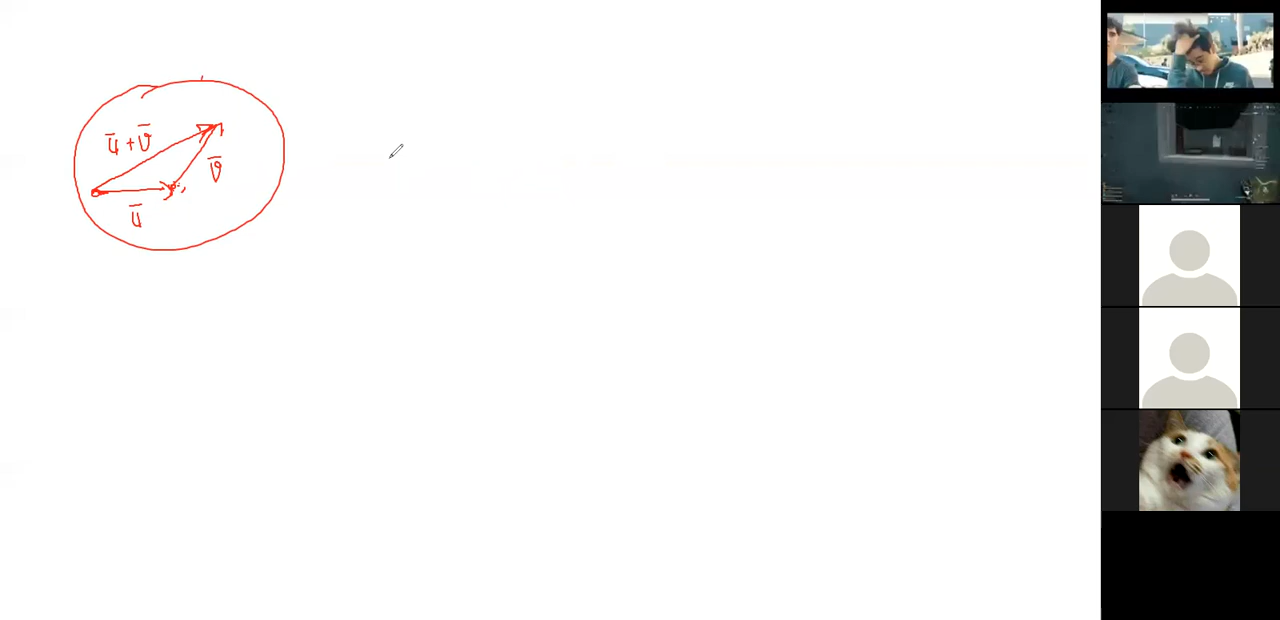 ū + v̄
v̄
ū